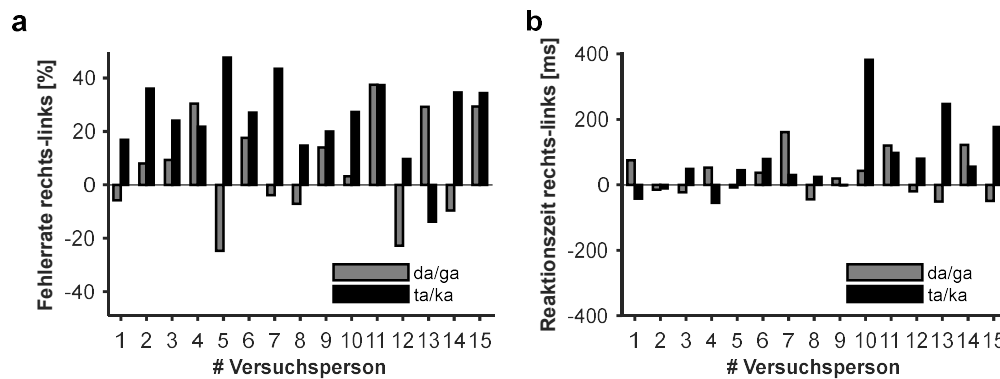 a
Fehlerrate rechts-links [%]
40
20
0
-20
-40
da/ga
ta/ka
1 2 3 4 5 6 7 8 9 10 11 12 13 14 15
# Versuchsperson
b
Reaktionszeit rechts-links [ms]
400
200
0
-200
-400
da/ga
ta/ka
1 2 3 4 5 6 7 8 9 10 11 12 13 14 15
# Versuchsperson